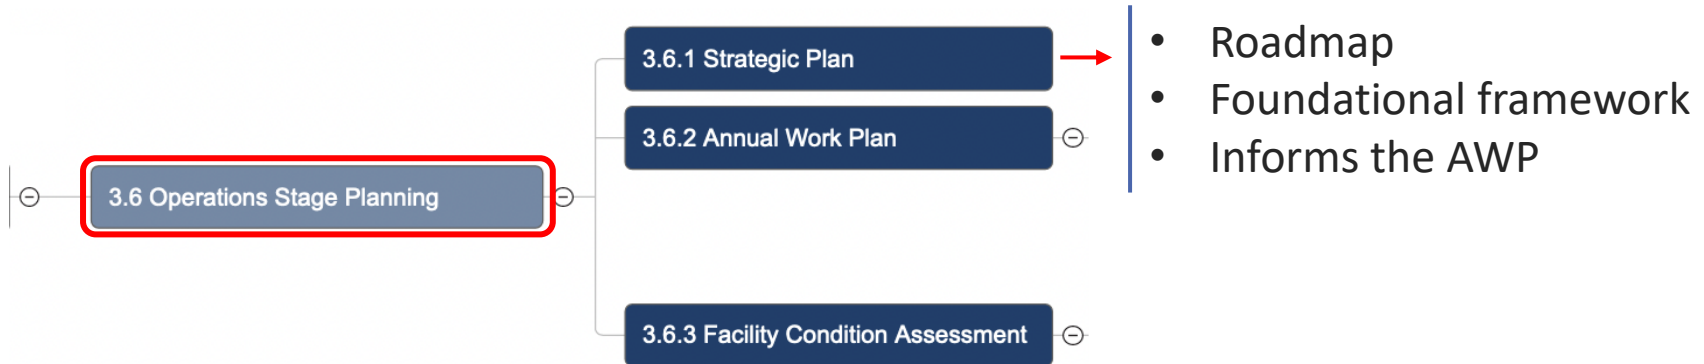 3.6 Operations Stage Planning
3.6.1 Strategic Plan
3.6.2 Annual Work Plan
3.6.3 Facility Condition Assessment
• Roadmap
• Foundational framework
• Informs the AWP